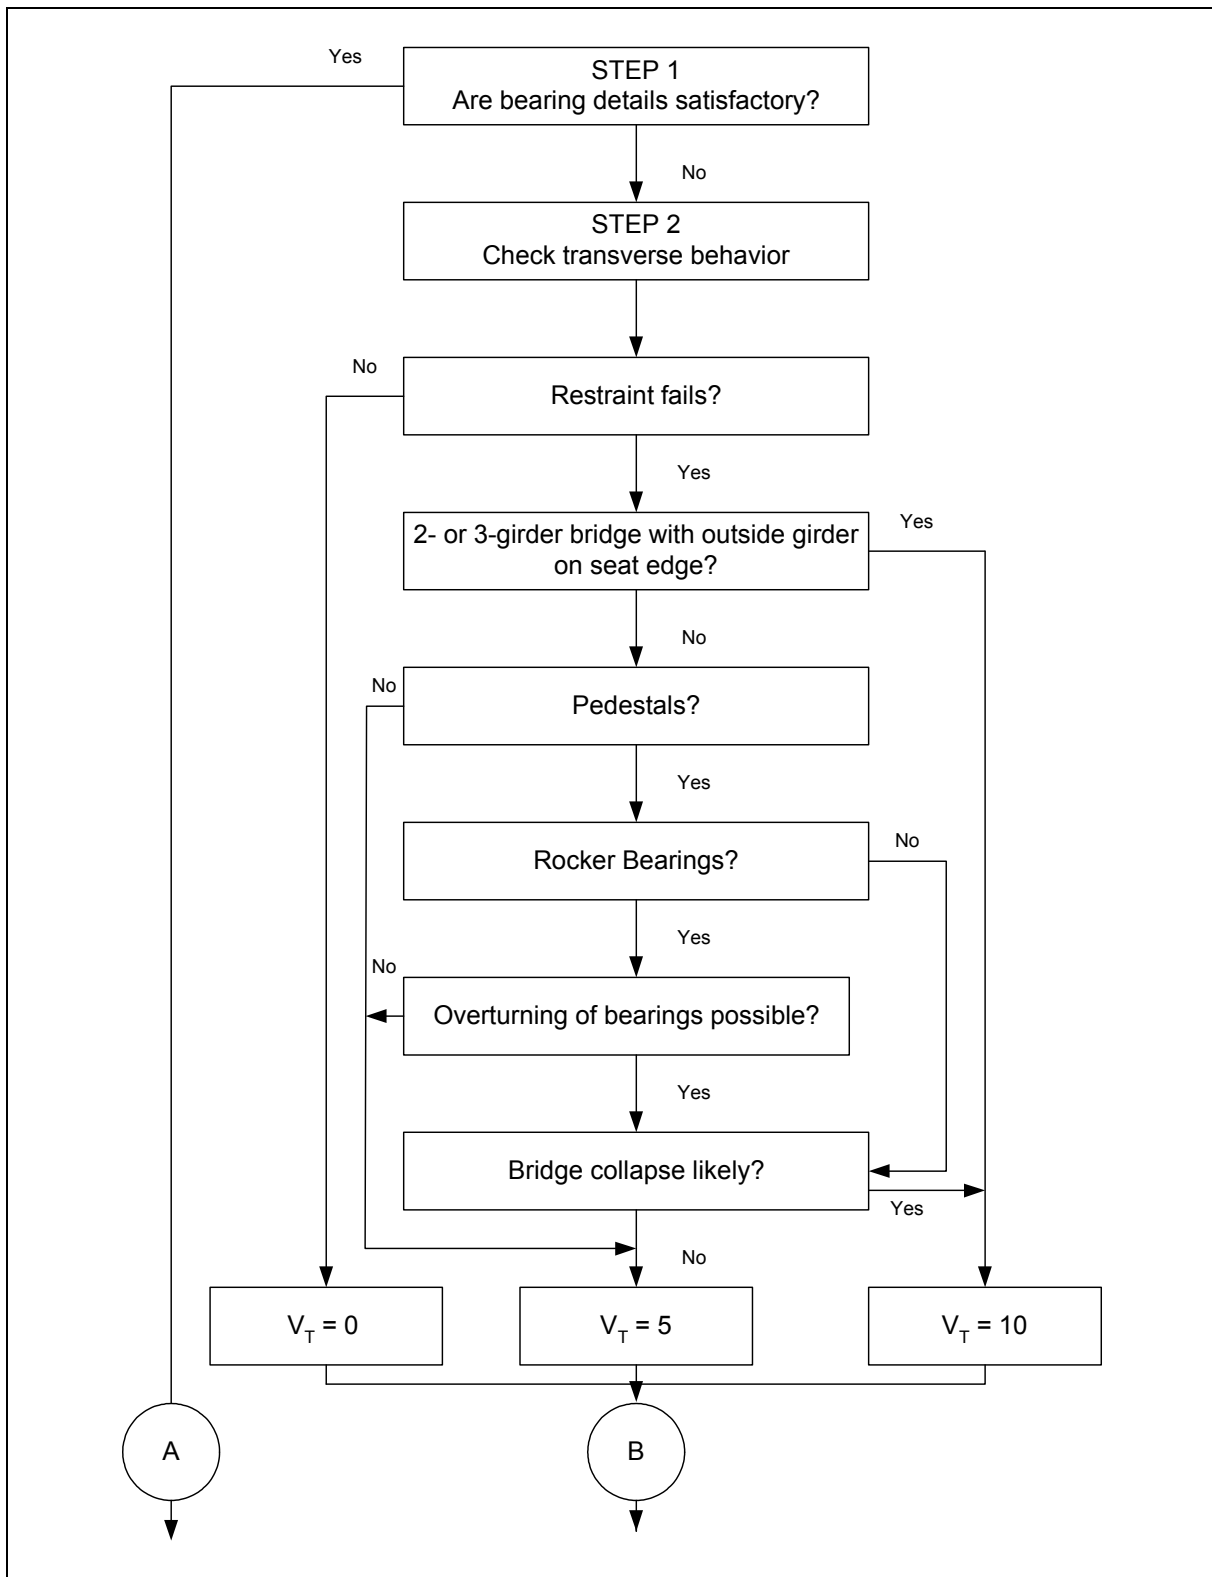 Yes
STEP 1
Are bearing details satisfactory?
No
STEP 2
Check transverse behavior
No
Restraint fails?
Yes
2- or 3-girder bridge with outside girder
on seat edge?
Yes
No
No
Pedestals?
Yes
Rocker Bearings?
No
Yes
No
Overturning of bearings possible?
Yes
Bridge collapse likely?
Yes
No
V_T = 0
V_T = 5
V_T = 10
A
B